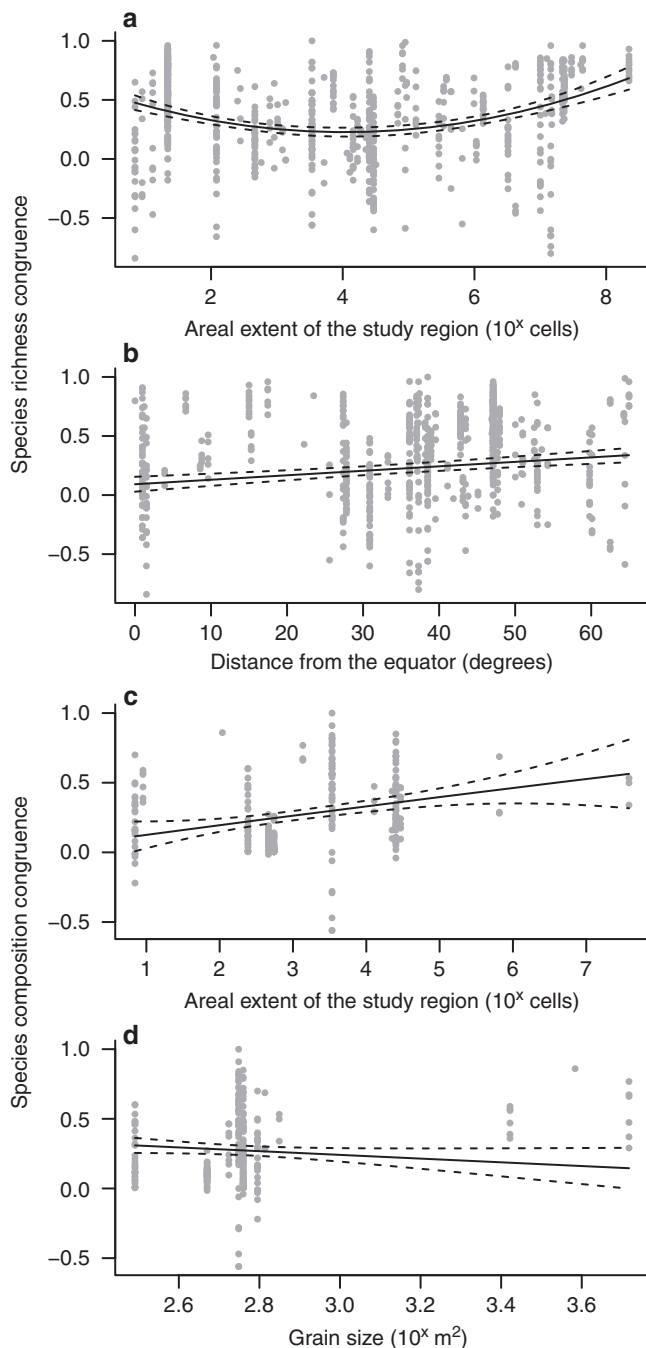 a
1.0
0.5
0.0
−0.5
2 4 6 8
Areal extent of the study region (10ˣ cells)
Species richness congruence
b
1.0
0.5
0.0
−0.5
0 10 20 30 40 50 60
Distance from the equator (degrees)
c
1.0
0.5
0.0
−0.5
1 2 3 4 5 6 7
Areal extent of the study region (10ˣ cells)
Species composition congruence
d
1.0
0.5
0.0
−0.5
2.6 2.8 3.0 3.2 3.4 3.6
Grain size (10ˣ m²)